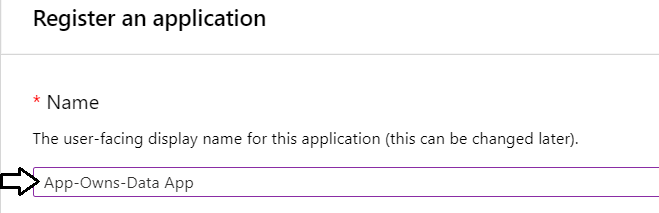 Register an application
* Name
The user-facing display name for this application (this can be changed later).
App-Owns-Data App